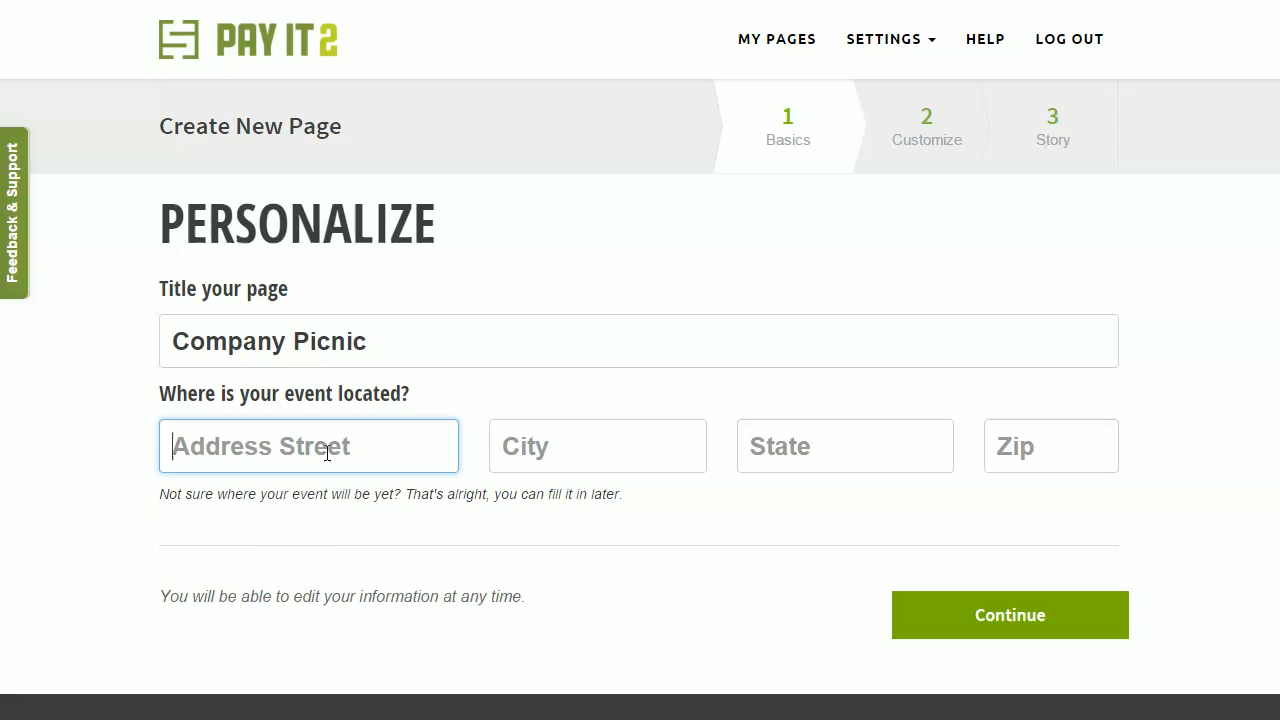 PAY IT 2
MY PAGES SETTINGS HELP LOG OUT
Create New Page
1
Basics
2
Customize
3
Story
Feedback & Support
PERSONALIZE
Title your page
Company Picnic
Where is your event located?
Address Street City State Zip
Not sure where your event will be yet? That's alright, you can fill it in later.
You will be able to edit your information at any time.
Continue